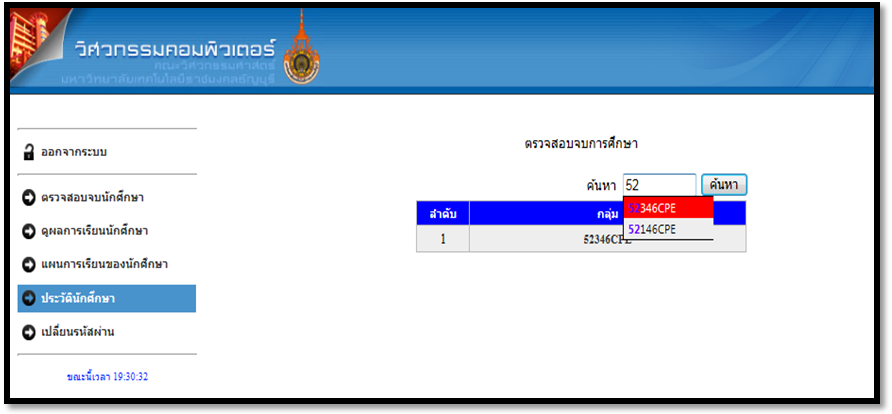 วิศวกรรมคอมพิวเตอร์
คณะวิศวกรรมศาสตร์
มหาวิทยาลัยเทคโนโลยีราชมงคลธัญบุรี
ออกจากระบบ
ตรวจสอบจบนักศึกษา
ดูผลการเรียนนักศึกษา
แผนการเรียนของนักศึกษา
ประวัตินักศึกษา
เปลี่ยนรหัสผ่าน
ขณะนี้เวลา 19:30:32
ตรวจสอบจบการศึกษา
ค้นหา 52 ค้นหา
52346CPE
52146CPE
ลำดับ กลุ่ม
1 52346CPE